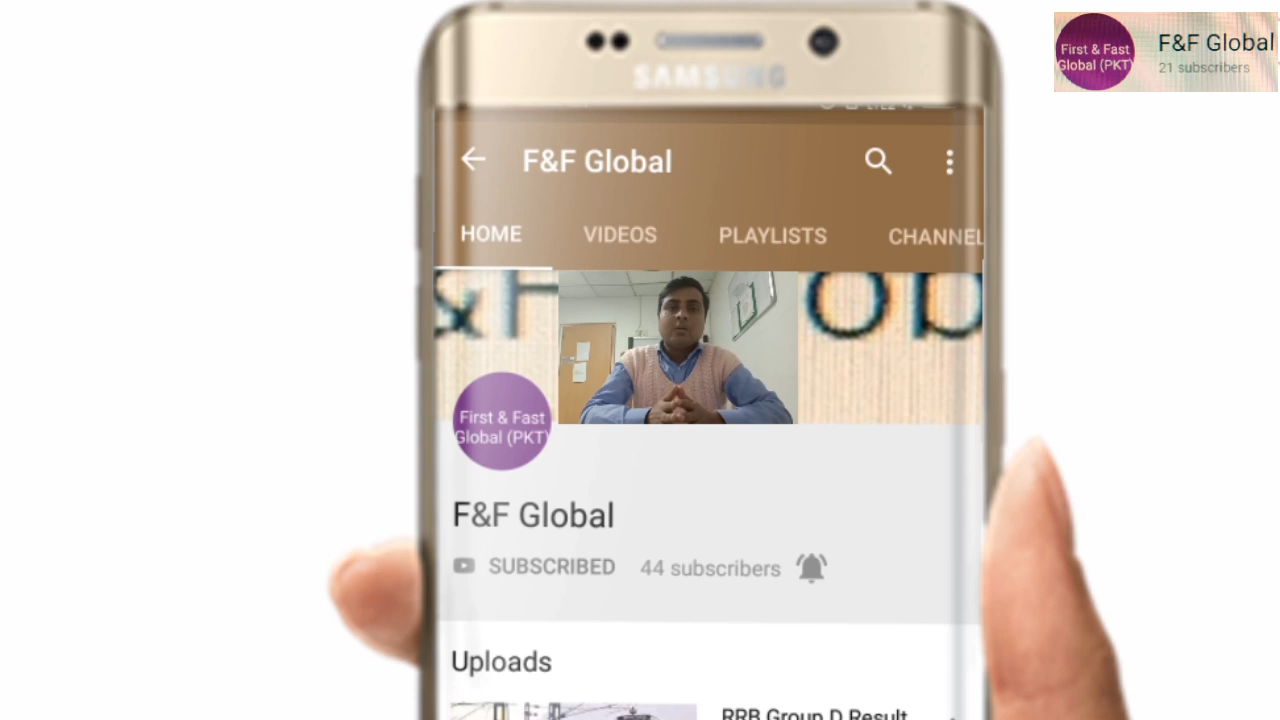 First & Fast
Global (PKT)
F&F Global
21 subscribers
SAMSUNG
F&F Global
HOME VIDEOS PLAYLISTS CHANNEL
First & Fast
Global (PKT)
F&F Global
SUBSCRIBED 44 subscribers
Uploads
RRB Group D Result